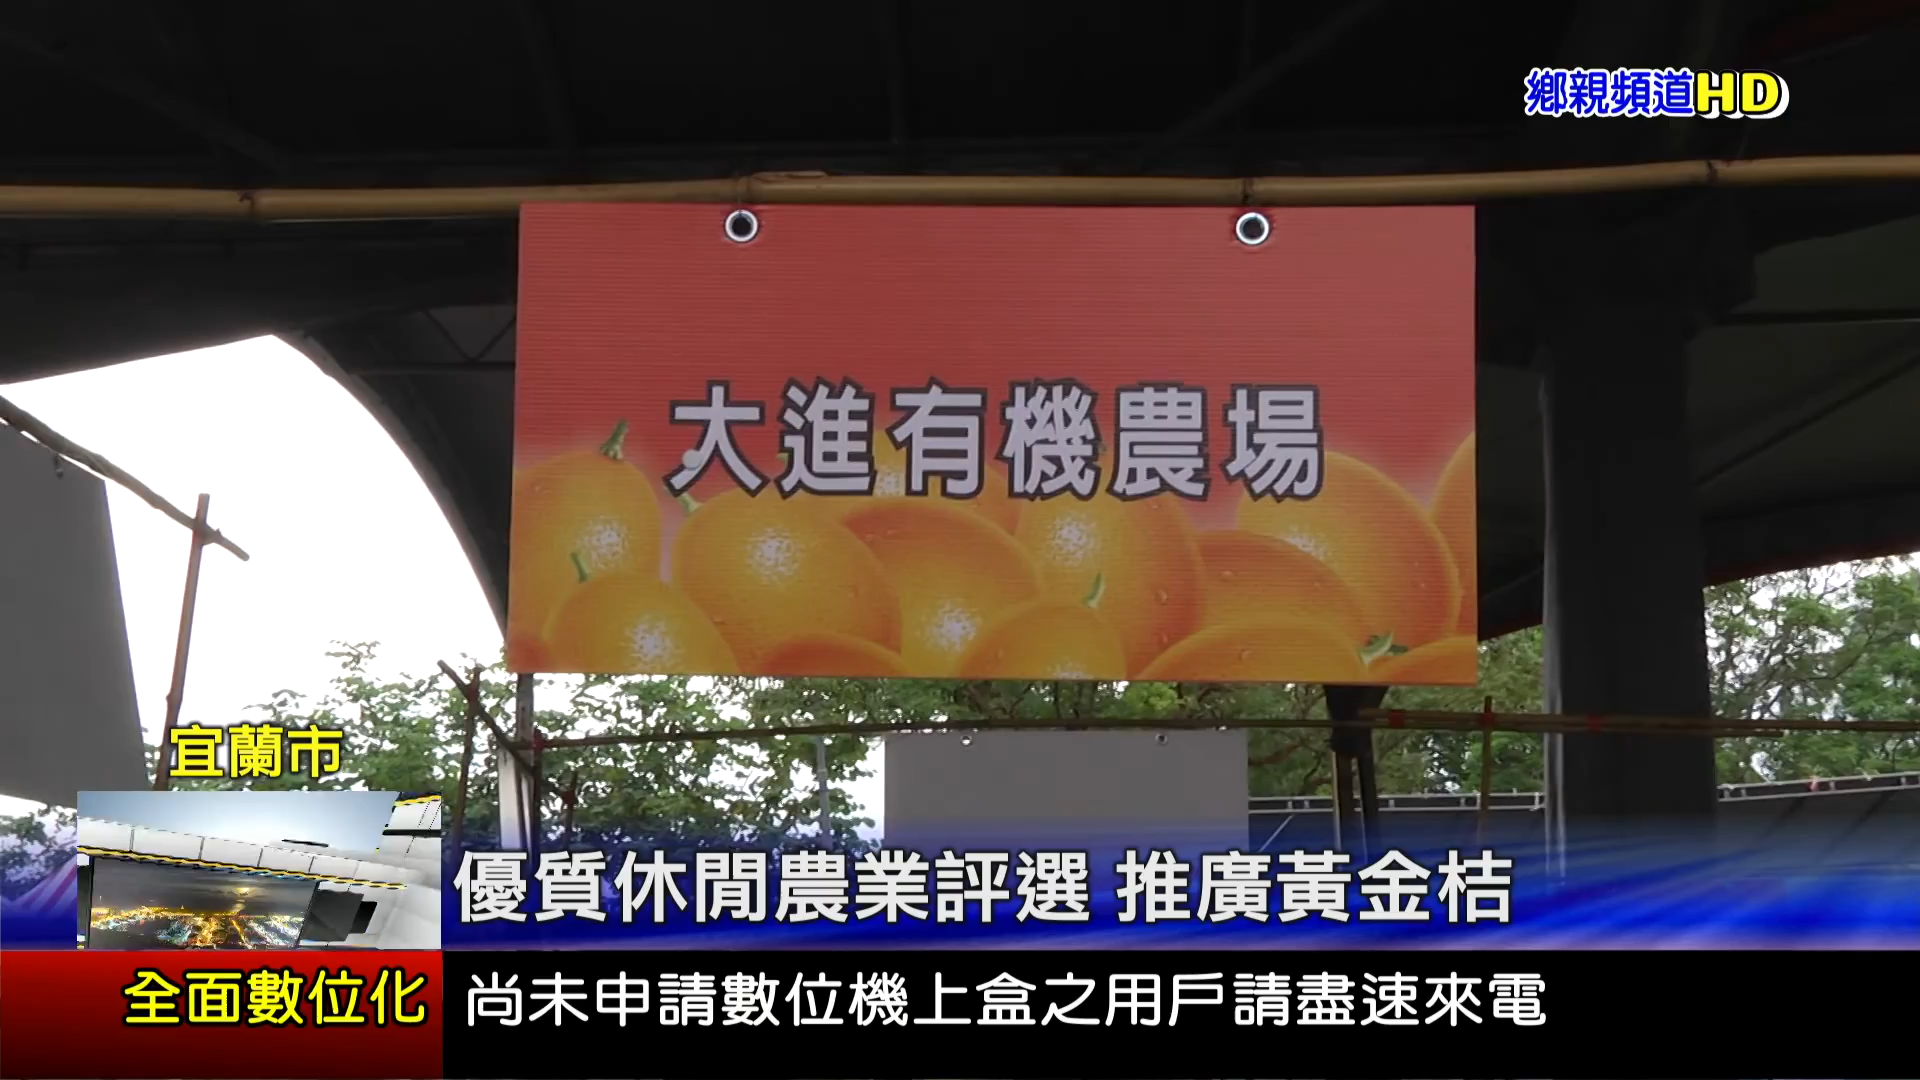 鄉親頻道HD
大進有機農場
宜蘭市
優質休閒農業評選 推廣黃金桔
全面數位化
尚未申請數位機上盒之用戶請盡速來電